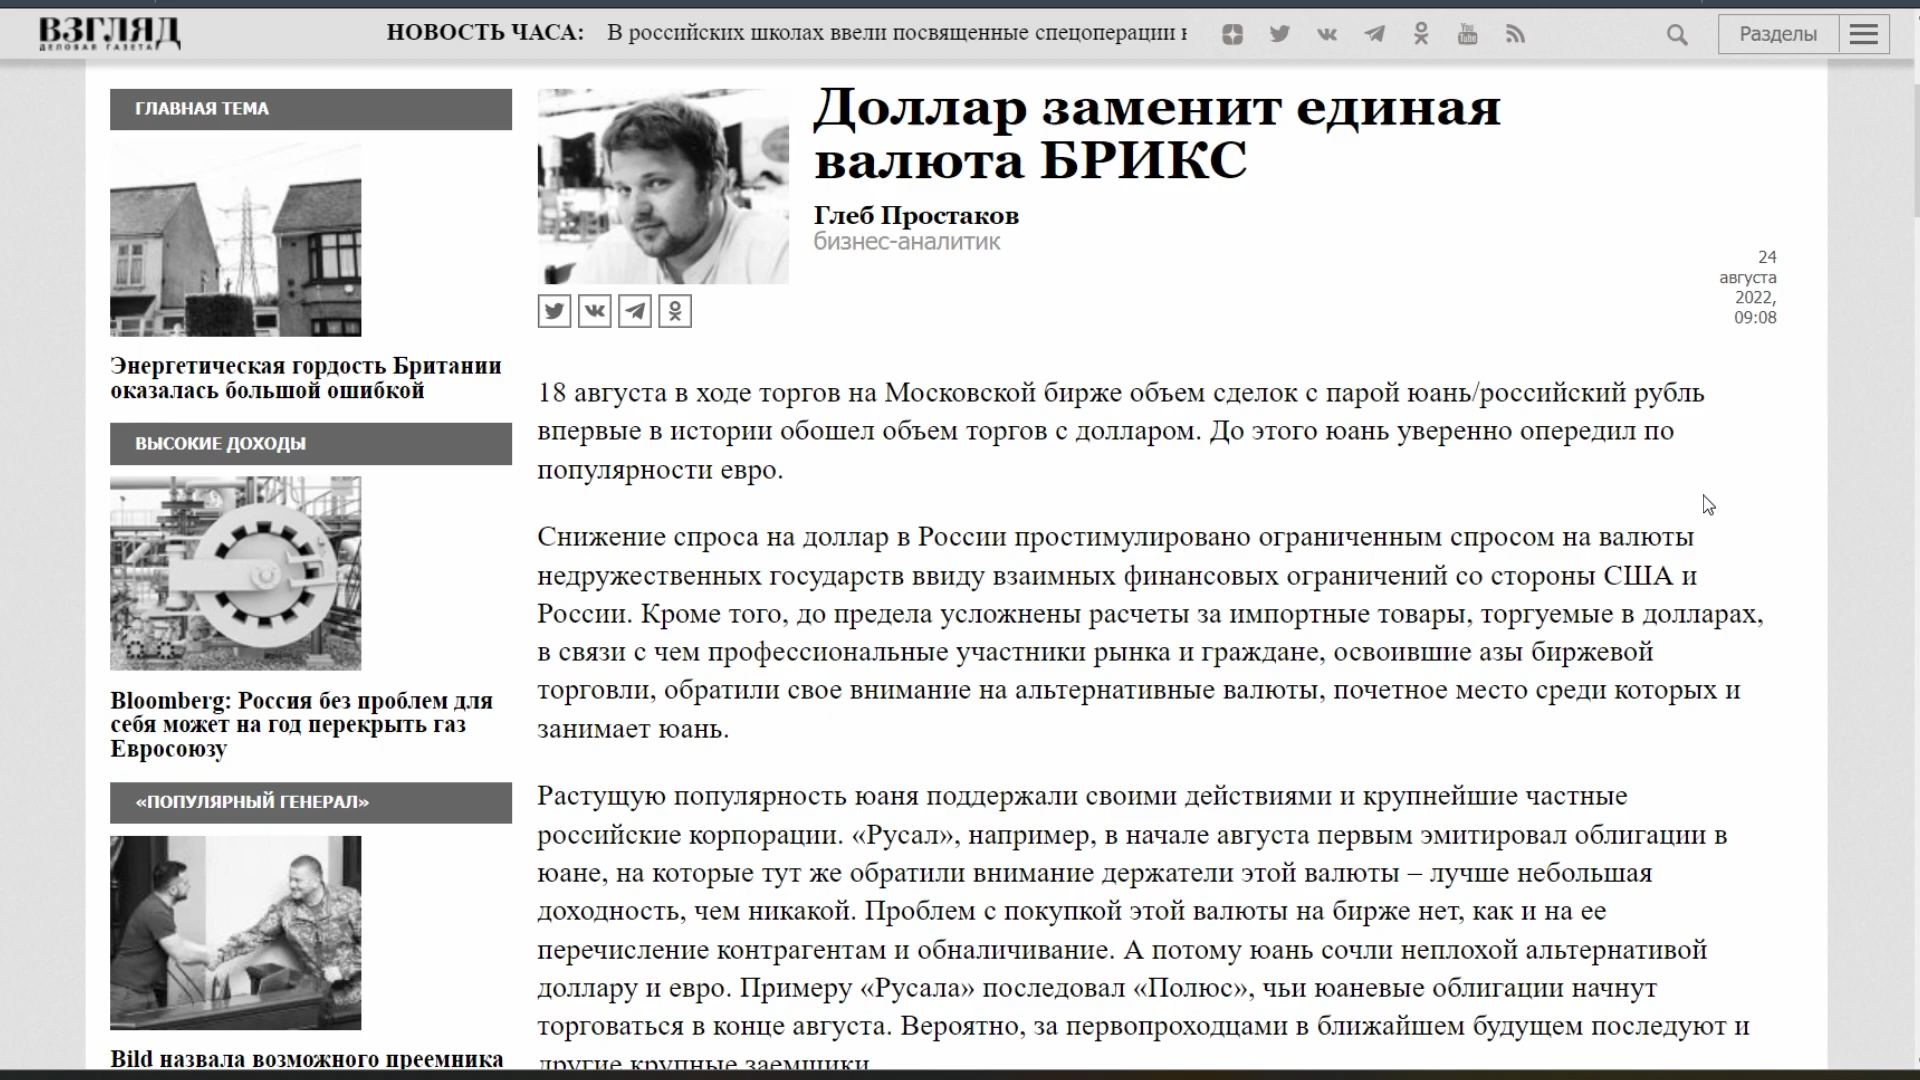 ВЗГЛЯД
ДЕЛОВАЯ ГАЗЕТА
НОВОСТЬ ЧАСА: В российских школах ввели посвященные спецоперации
You Tube
Разделы
ГЛАВНАЯ ТЕМА
Энергетическая гордость Британии
оказалась большой ошибкой
ВЫСОКИЕ ДОХОДЫ
Bloomberg: Россия без проблем для
себя может на год перекрыть газ
Евросоюзу
«ПОПУЛЯРНЫЙ ГЕНЕРАЛ»
Bild назвала возможного преемника
Доллар заменит единая
валюта БРИКС
Глеб Простаков
бизнес-аналитик
24
августа
2022,
09:08
18 августа в ходе торгов на Московской бирже объем сделок с парой юань/российский рубль
впервые в истории обошел объем торгов с долларом. До этого юань уверенно опередил по
популярности евро.
Снижение спроса на доллар в России простимулировано ограниченным спросом на валюты
недружественных государств ввиду взаимных финансовых ограничений со стороны США и
России. Кроме того, до предела усложнены расчеты за импортные товары, торгуемые в долларах,
в связи с чем профессиональные участники рынка и граждане, освоившие азы биржевой
торговли, обратили свое внимание на альтернативные валюты, почетное место среди которых и
занимает юань.
Растущую популярность юаня поддержали своими действиями и крупнейшие частные
российские корпорации. «Русал», например, в начале августа первым эмитировал облигации в
юане, на которые тут же обратили внимание держатели этой валюты – лучше небольшая
доходность, чем никакой. Проблем с покупкой этой валюты на бирже нет, как и на ее
перечисление контрагентам и обналичивание. А потому юань сочли неплохой альтернативой
доллару и евро. Примеру «Русала» последовал «Полюс», чьи юаневые облигации начнут
торговаться в конце августа. Вероятно, за первопроходцами в ближайшем будущем последуют и
другие крупные заемщики